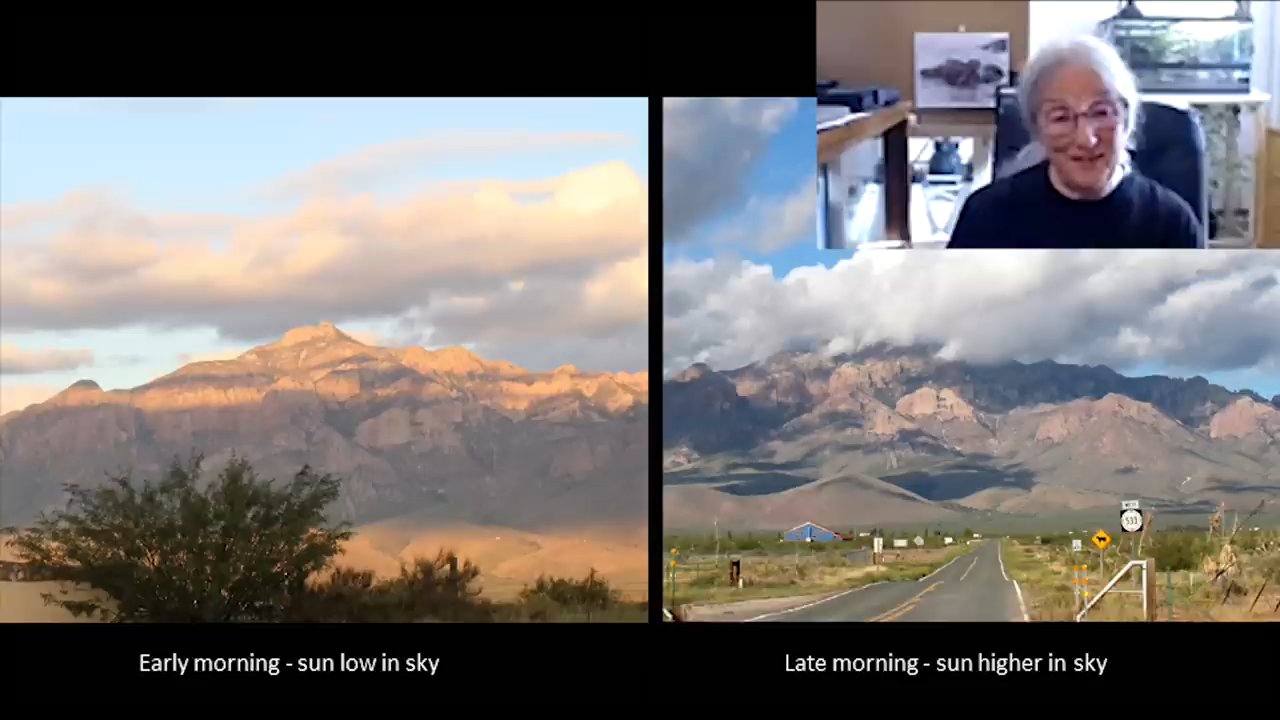 533
Early morning - sun low in sky
Late morning - sun higher in sky